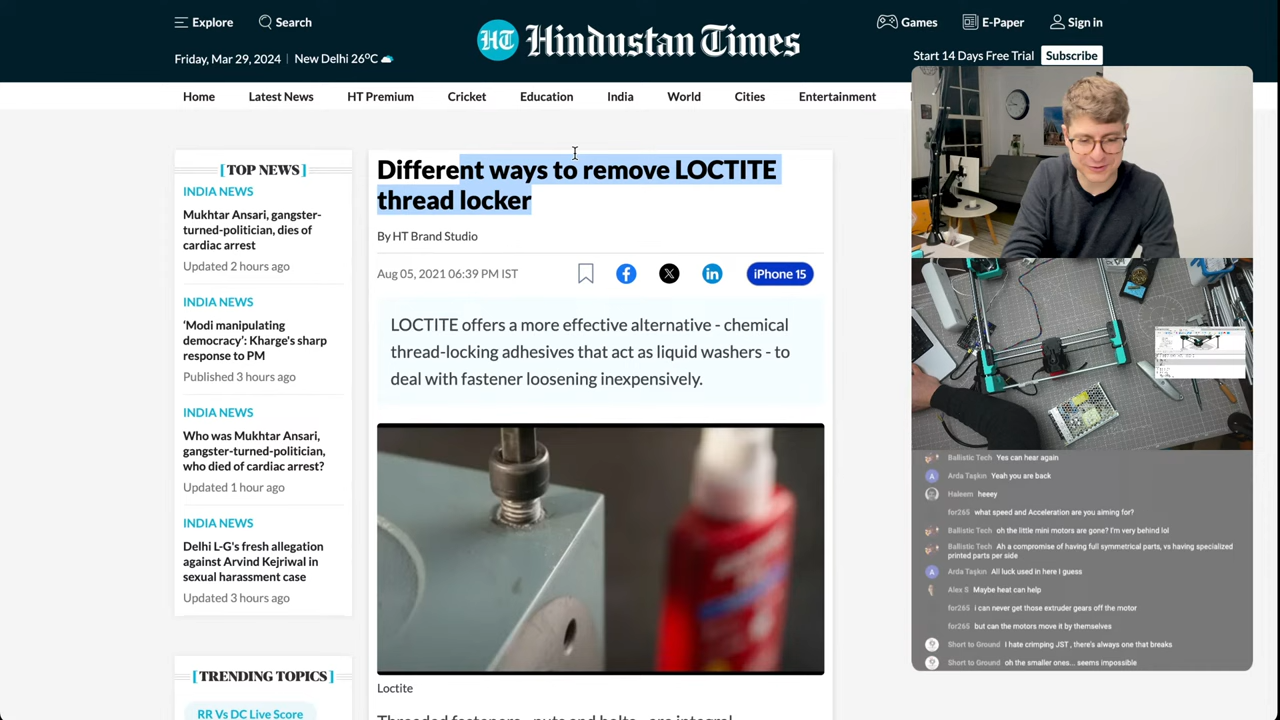 Explore
Search
HT Hindustan Times
Games
E-Paper
Sign in
Friday, Mar 29, 2024
New Delhi 26°C
Start 14 Days Free Trial
Subscribe
Home
Latest News
HT Premium
Cricket
Education
India
World
Cities
Entertainment
[ TOP NEWS ]
INDIA NEWS
Mukhtar Ansari, gangster-
turned-politician, dies of
cardiac arrest
Updated 2 hours ago
INDIA NEWS
‘Modi manipulating
democracy’: Kharge's sharp
response to PM
Published 3 hours ago
INDIA NEWS
Who was Mukhtar Ansari,
gangster-turned-politician,
who died of cardiac arrest?
Updated 1 hour ago
INDIA NEWS
Delhi L-G's fresh allegation
against Arvind Kejriwal in
sexual harassment case
Updated 3 hours ago
[ TRENDING TOPICS ]
RR Vs DC Live Score
Different ways to remove LOCTITE
thread locker
By HT Brand Studio
Aug 05, 2021 06:39 PM IST
iPhone 15
LOCTITE offers a more effective alternative - chemical
thread-locking adhesives that act as liquid washers - to
deal with fastener loosening inexpensively.
Loctite
Threaded fasteners - nuts and bolts - are integral
Ballistic Tech Yes can hear again
A Arda Taşkın Yeah you are back
Haleem heeey
for265 what speed and Acceleration are you aiming for?
Ballistic Tech oh the little mini motors are gone? I'm very behind lol
Ballistic Tech Ah a compromise of having full symmetrical parts, vs having specialized
printed parts per side
A Arda Taşkın All luck used in here I guess
Alex S Maybe heat can help
for265 i can never get those extruder gears off the motor
for265 but can the motors move it by themselves
Short to Ground I hate crimping JST , there's always one that breaks
Short to Ground oh the smaller ones... seems impossible